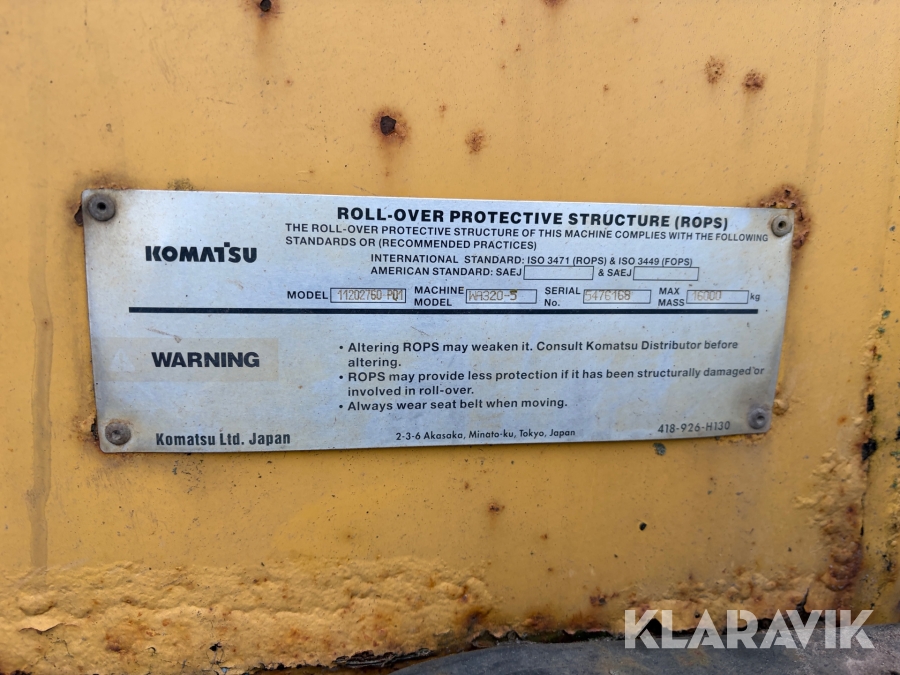 KLARAVIK
KOMATSU
ROLL-OVER PROTECTIVE STRUCTURE (ROPS)
THE ROLL-OVER PROTECTIVE STRUCTURE OF THIS MACHINE COMPLIES WITH THE FOLLOWING
STANDARDS OR (RECOMMENDED PRACTICES)
INTERNATIONAL STANDARD: ISO 3471 (ROPS) & ISO 3449 (FOPS)
AMERICAN STANDARD: SAEJ & SAEJ
MODEL 11202760 P01 MACHINE MODEL WA320-5 SERIAL No. 5476168 MAX MASS 16000 kg
WARNING
• Altering ROPS may weaken it. Consult Komatsu Distributor before
altering.
• ROPS may provide less protection if it has been structurally damaged or
involved in roll-over.
• Always wear seat belt when moving.
Komatsu Ltd. Japan
2-3-6 Akasaka, Minato-ku, Tokyo, Japan
418-926-H130
KLARAVIK